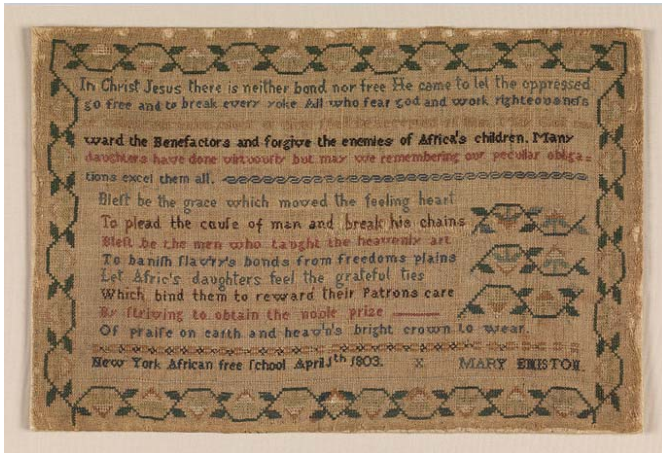 In Christ Jesus there is neither bond nor free He came to let the oppressed
go free and to break every yoke All who fear god and work righteousneſs
ward the Benefactors and forgive the enemies of Africa's children. Many
daughters have done virtuouſly but may we remembering our peculiar obliga=
tions excel them all.
Bleſt be the grace which moved the feeling heart
To plead the cauſe of man and break his chains
Bleſt be the men who taught the heavenly art
To baniſh ſlav'ry's bonds from freedoms plains
Let Afric's daughters feel the grateful ties
Which bind them to reward their Patrons care
By ſtriving to obtain the noble prize
Of praiſe on earth and heav'n's bright crown to wear.
New York African free ſchool April 1803. X MARY